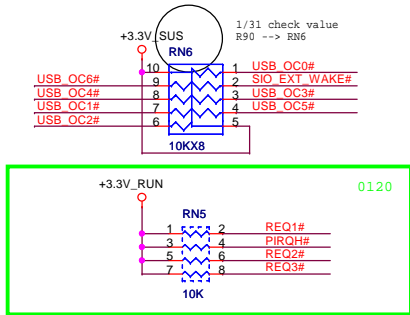 1/31 check value
+3.3V_SUS R90 --> RN6
RN6
10 1 USB_OC0#
USB_OC6# 9 2 SIO_EXT_WAKE#
USB_OC4# 8 3 USB_OC3#
USB_OC1# 7 4 USB_OC5#
USB_OC2# 6 5
10KX8
+3.3V_RUN 0120
RN5
1 2 REQ1#
3 4 PIRQH#
5 6 REQ2#
7 8 REQ3#
10K